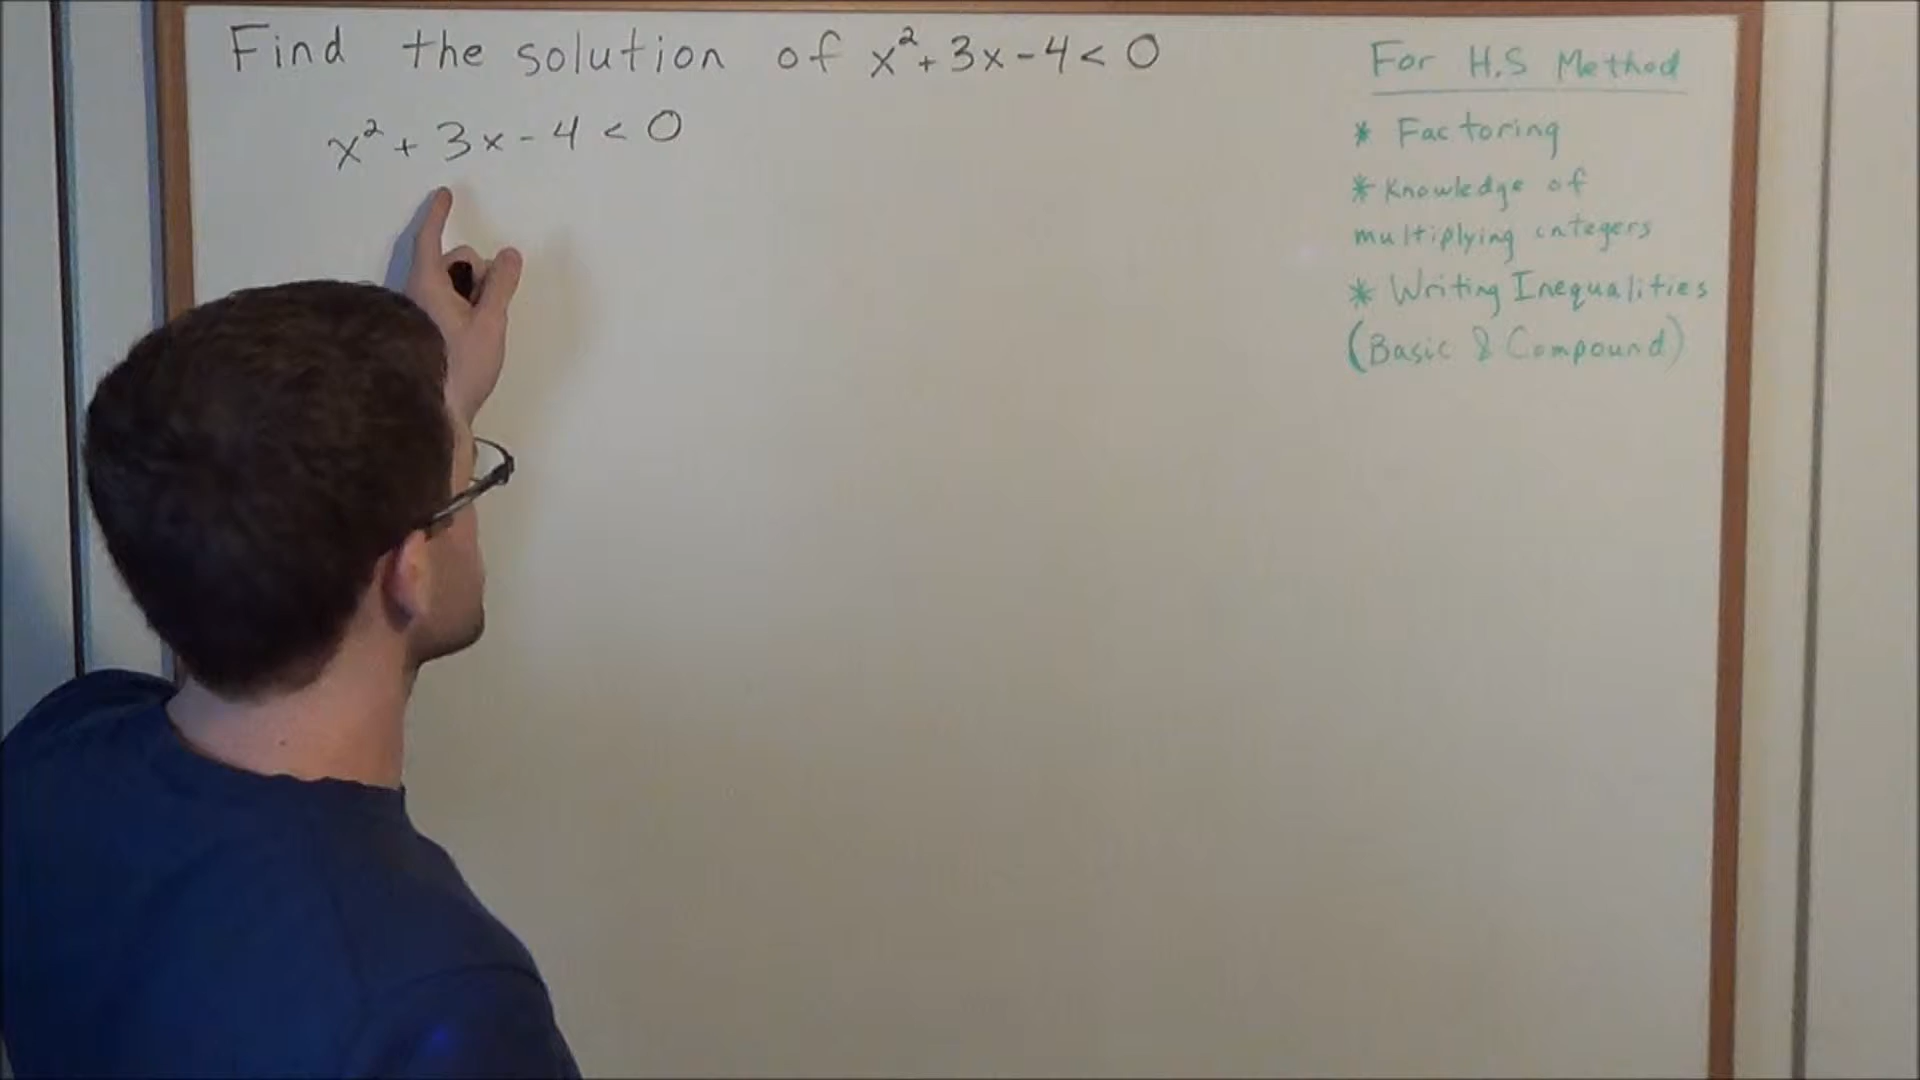 Find the solution of x²+3x-4<0
x²+3x-4<0
For H.S Method
* Factoring
* Knowledge of
multiplying integers
* Writing Inequalities
(Basic & Compound)